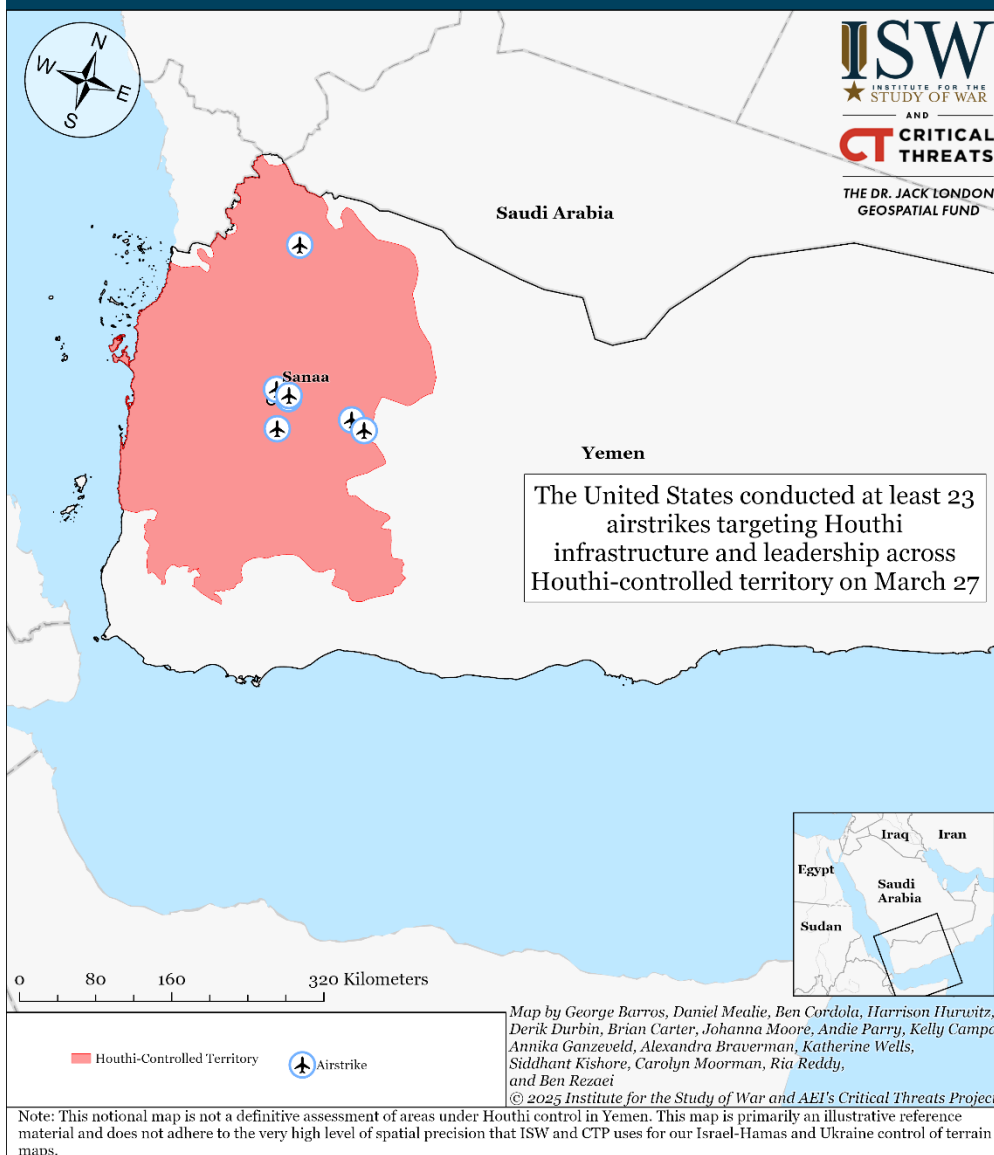 N
W
E
S
ISW
INSTITUTE FOR THE
STUDY OF WAR
AND
CT CRITICAL
THREATS
THE DR. JACK LONDON
GEOSPATIAL FUND
Saudi Arabia
Sanaa
Yemen
The United States conducted at least 23
airstrikes targeting Houthi
infrastructure and leadership across
Houthi-controlled territory on March 27
Iraq
Iran
Egypt
Saudi
Arabia
Sudan
0 80 160 320 Kilometers
Houthi-Controlled Territory
Airstrike
Map by George Barros, Daniel Mealie, Ben Cordola, Harrison Hurwitz,
Derik Durbin, Brian Carter, Johanna Moore, Andie Parry, Kelly Campa
Annika Ganzeveld, Alexandra Braverman, Katherine Wells,
Siddhant Kishore, Carolyn Moorman, Ria Reddy,
and Ben Rezaei
© 2025 Institute for the Study of War and AEI's Critical Threats Project
Note: This notional map is not a definitive assessment of areas under Houthi control in Yemen. This map is primarily an illustrative reference
material and does not adhere to the very high level of spatial precision that ISW and CTP uses for our Israel-Hamas and Ukraine control of terrain
maps.